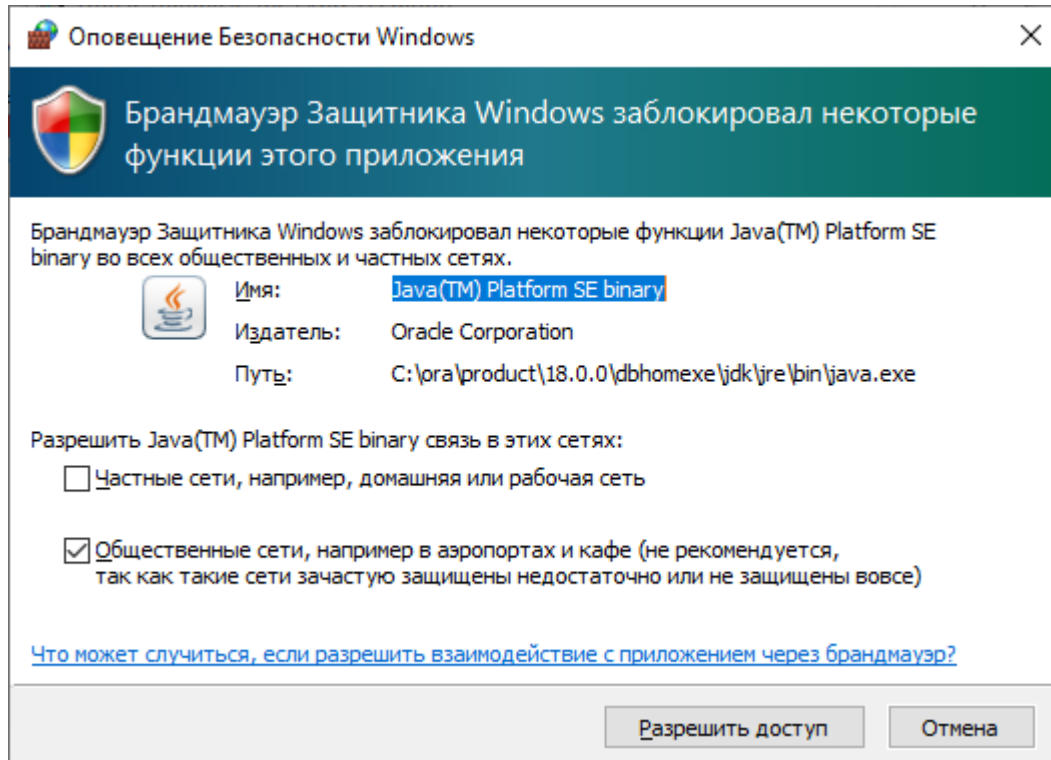 Оповещение Безопасности Windows
Брандмауэр Защитника Windows заблокировал некоторые
функции этого приложения
Брандмауэр Защитника Windows заблокировал некоторые функции Java(TM) Platform SE
binary во всех общественных и частных сетях.
Имя: Java(TM) Platform SE binary
Издатель: Oracle Corporation
Путь: C:\ora\product\18.0.0\dbhomexe\jdk\jre\bin\java.exe
Разрешить Java(TM) Platform SE binary связь в этих сетях:
Частные сети, например, домашняя или рабочая сеть
Общественные сети, например в аэропортах и кафе (не рекомендуется,
так как такие сети зачастую защищены недостаточно или не защищены вовсе)
Что может случиться, если разрешить взаимодействие с приложением через брандмауэр?
Разрешить доступ Отмена